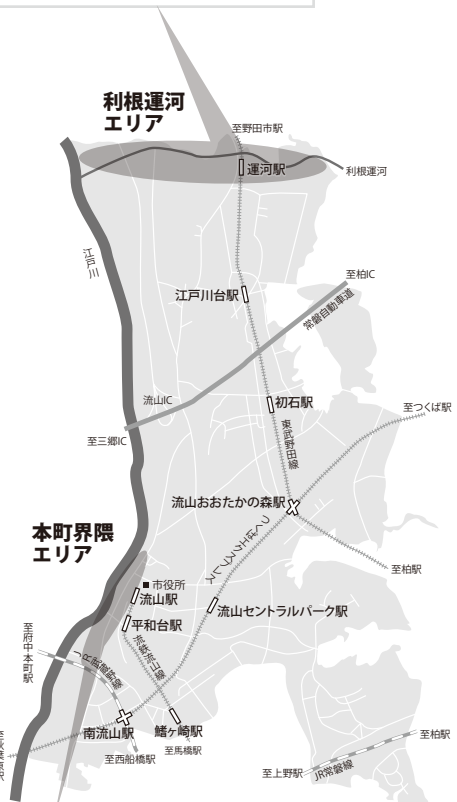 利根運河
エリア
至野田市駅
運河駅
利根運河
江戸川
江戸川台駅
至柏IC
常磐自動車道
流山IC
初石駅
至つくば駅
至三郷IC
東武野田線
流山おおたかの森駅
つくばエクスプレス
本町界隈
エリア
至柏駅
市役所
流山駅
流山セントラルパーク駅
平和台駅
至府中本町駅
JR武蔵野線
流鉄流山線
南流山駅
鰭ヶ崎駅
至馬橋駅
至西船橋駅
至柏駅
至上野駅
JR常磐線